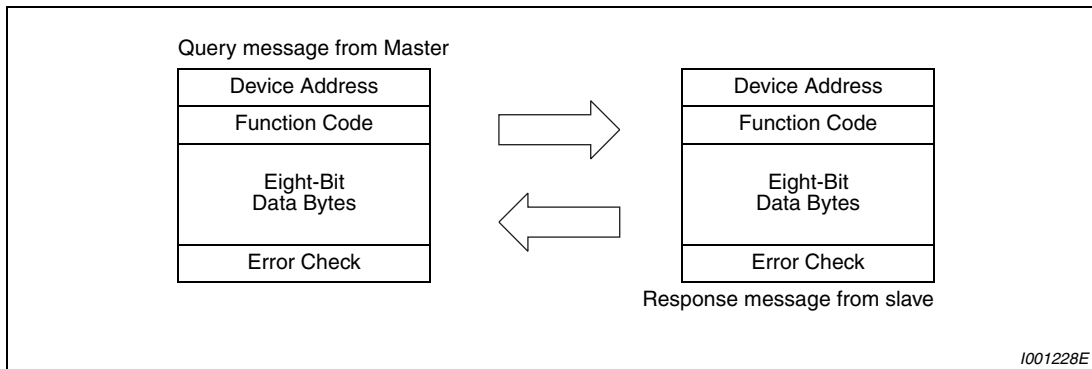 Query message from Master
Device Address
Function Code
Eight-Bit
Data Bytes
Error Check
Device Address
Function Code
Eight-Bit
Data Bytes
Error Check
Response message from slave
I001228E